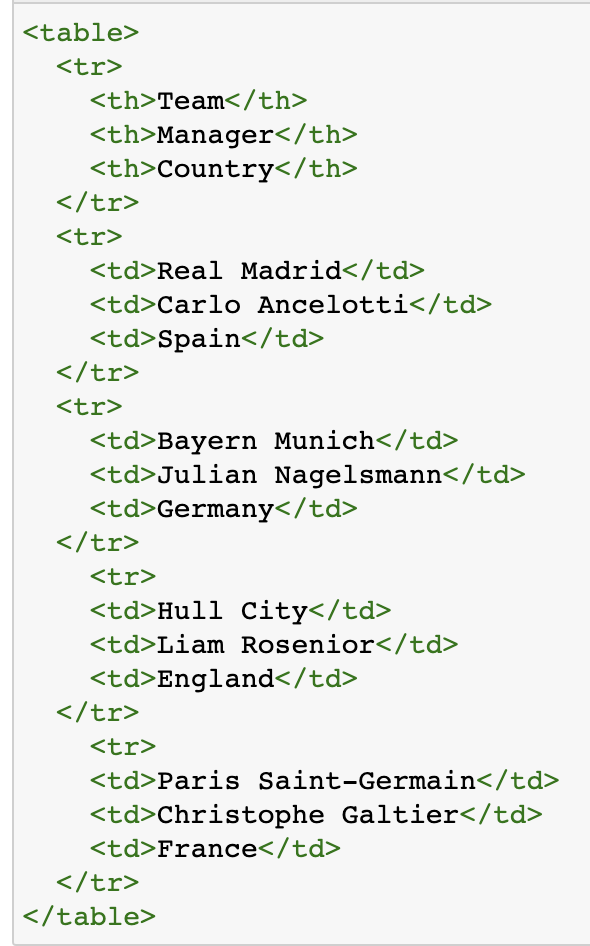 <table>
  <tr>
    <th>Team</th>
    <th>Manager</th>
    <th>Country</th>
  </tr>
  <tr>
    <td>Real Madrid</td>
    <td>Carlo Ancelotti</td>
    <td>Spain</td>
  </tr>
  <tr>
    <td>Bayern Munich</td>
    <td>Julian Nagelsmann</td>
    <td>Germany</td>
  </tr>
    <tr>
    <td>Hull City</td>
    <td>Liam Rosenior</td>
    <td>England</td>
  </tr>
    <tr>
    <td>Paris Saint-Germain</td>
    <td>Christophe Galtier</td>
    <td>France</td>
  </tr>
</table>